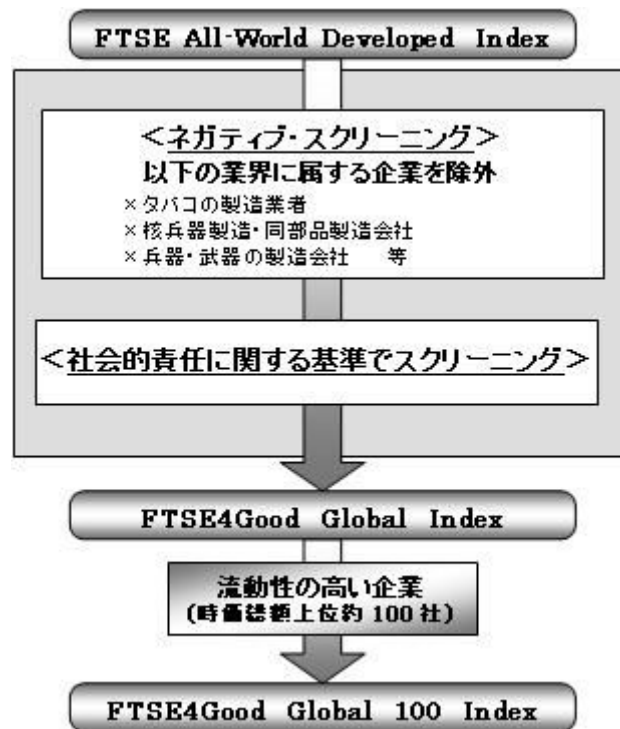 FTSE All-World Developed Index
＜ネガティブ・スクリーニング＞
以下の業界に属する企業を除外
×タバコの製造業者
×核兵器製造・同部品製造会社
×兵器・武器の製造会社　等
＜社会的責任に関する基準でスクリーニング＞
FTSE4Good Global Index
流動性の高い企業
(時価総額上位約 100 社)
FTSE4Good Global 100 Index